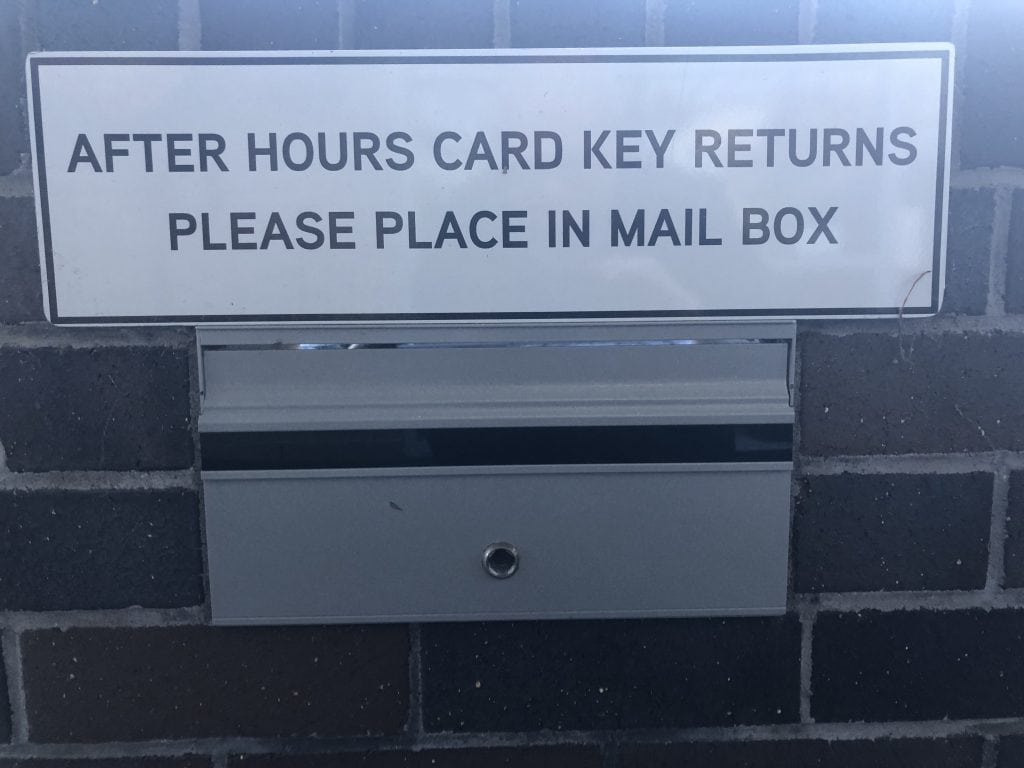 AFTER HOURS CARD KEY RETURNS
PLEASE PLACE IN MAIL BOX